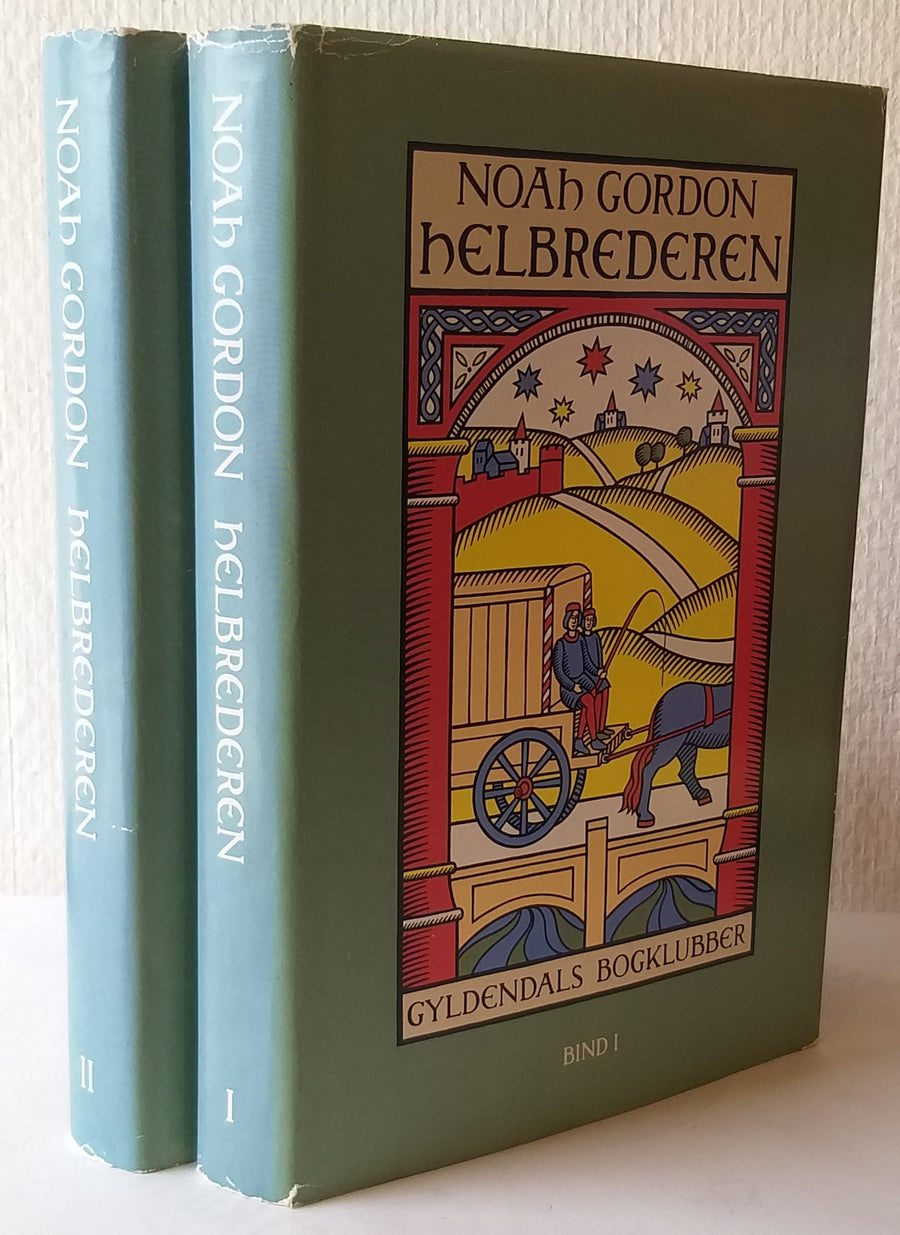 NOAh GORDON hELBREDEREN II
NOAh GORDON hELBREDEREN I
NOAh GORDON
hELBREDEREN
GYLDENDALS BOGKLUBBER
BIND I